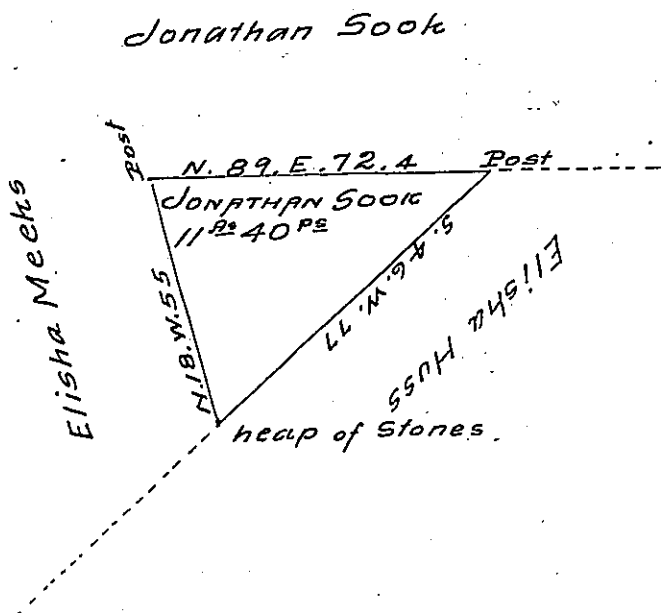 Jonathan Sook
Post
N. 89. E. 72.4
Post
JONATHAN SOOK
11 As 40 Ps
Elisha Meeks
N.18.W.55
S. 46. W. 77
Elisha Huss
heap of Stones.